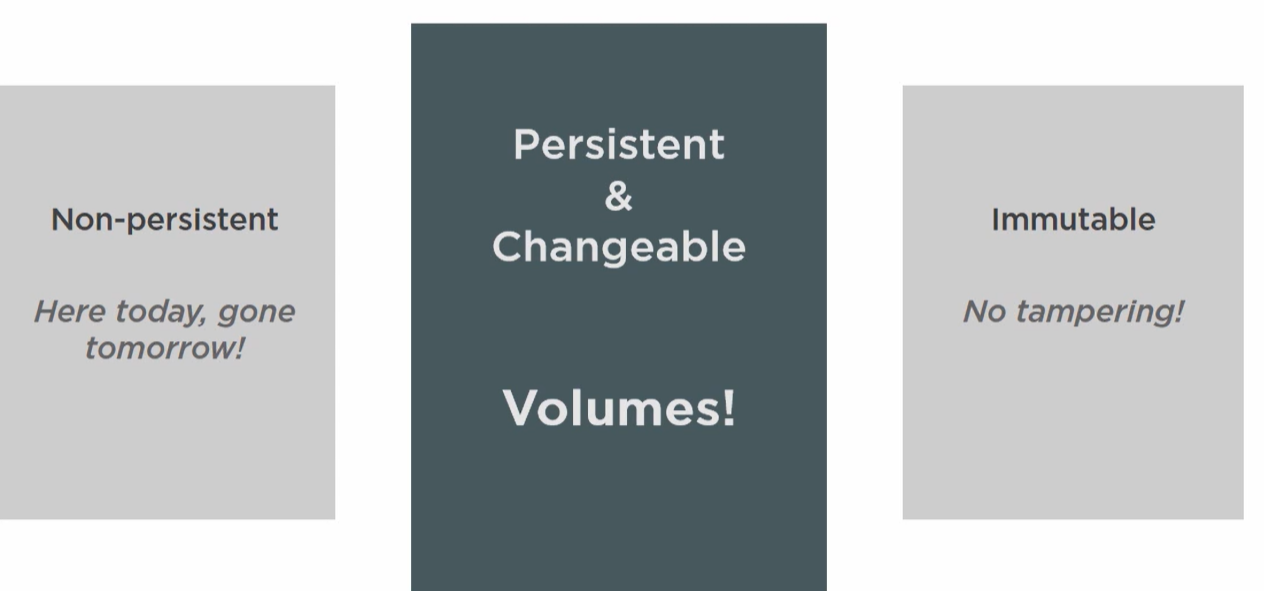 Non-persistent
Here today, gone
tomorrow!
Persistent
&
Changeable
Volumes!
Immutable
No tampering!